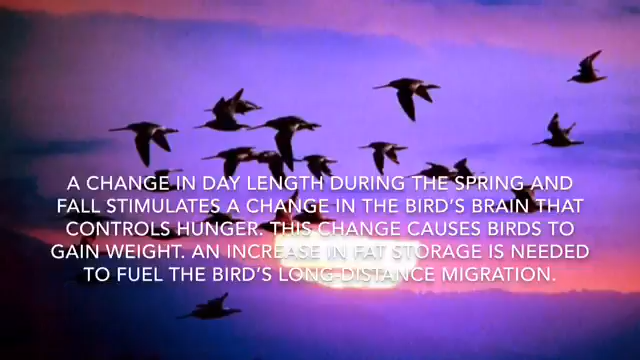 A CHANGE IN DAY LENGTH DURING THE SPRING AND
FALL STIMULATES A CHANGE IN THE BIRD'S BRAIN THAT
CONTROLS HUNGER. THIS CHANGE CAUSES BIRDS TO
GAIN WEIGHT. AN INCREASE IN FAT STORAGE IS NEEDED
TO FUEL THE BIRD'S LONG-DISTANCE MIGRATION.